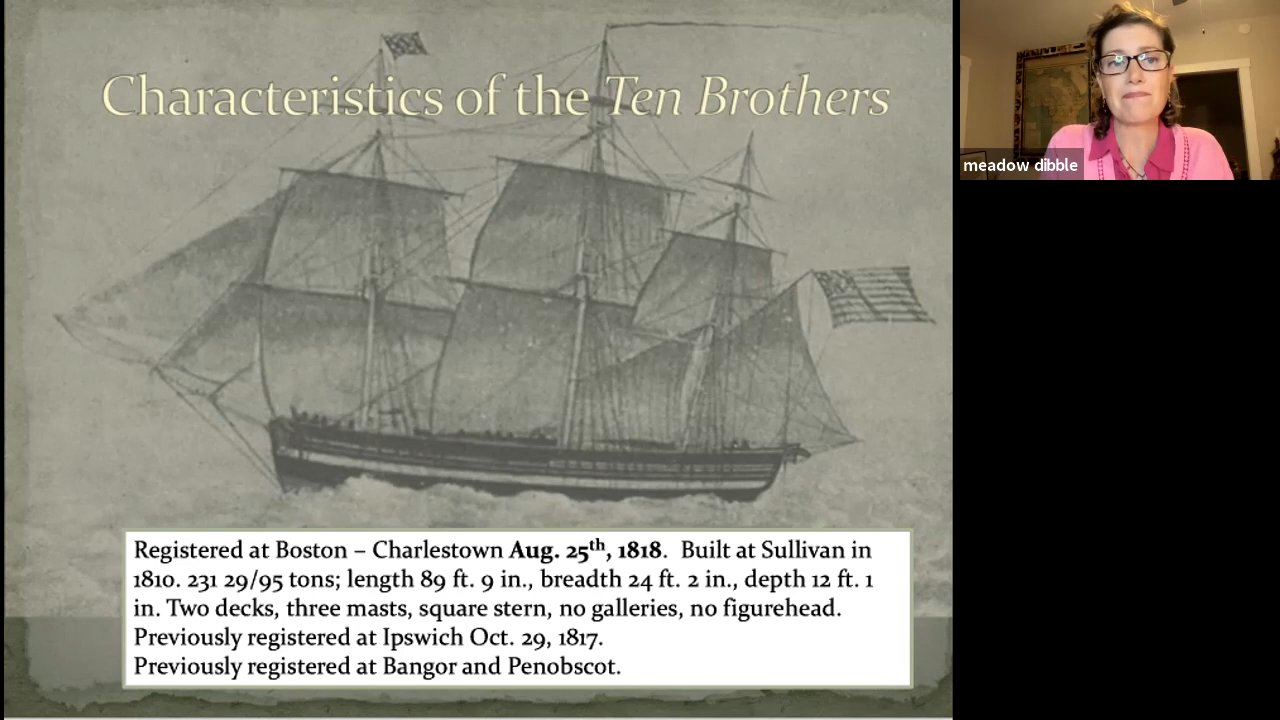 Characteristics of the Ten Brothers
meadow dibble
Registered at Boston – Charlestown Aug. 25th, 1818. Built at Sullivan in
1810. 231 29/95 tons; length 89 ft. 9 in., breadth 24 ft. 2 in., depth 12 ft. 1
in. Two decks, three masts, square stern, no galleries, no figurehead.
Previously registered at Ipswich Oct. 29, 1817.
Previously registered at Bangor and Penobscot.